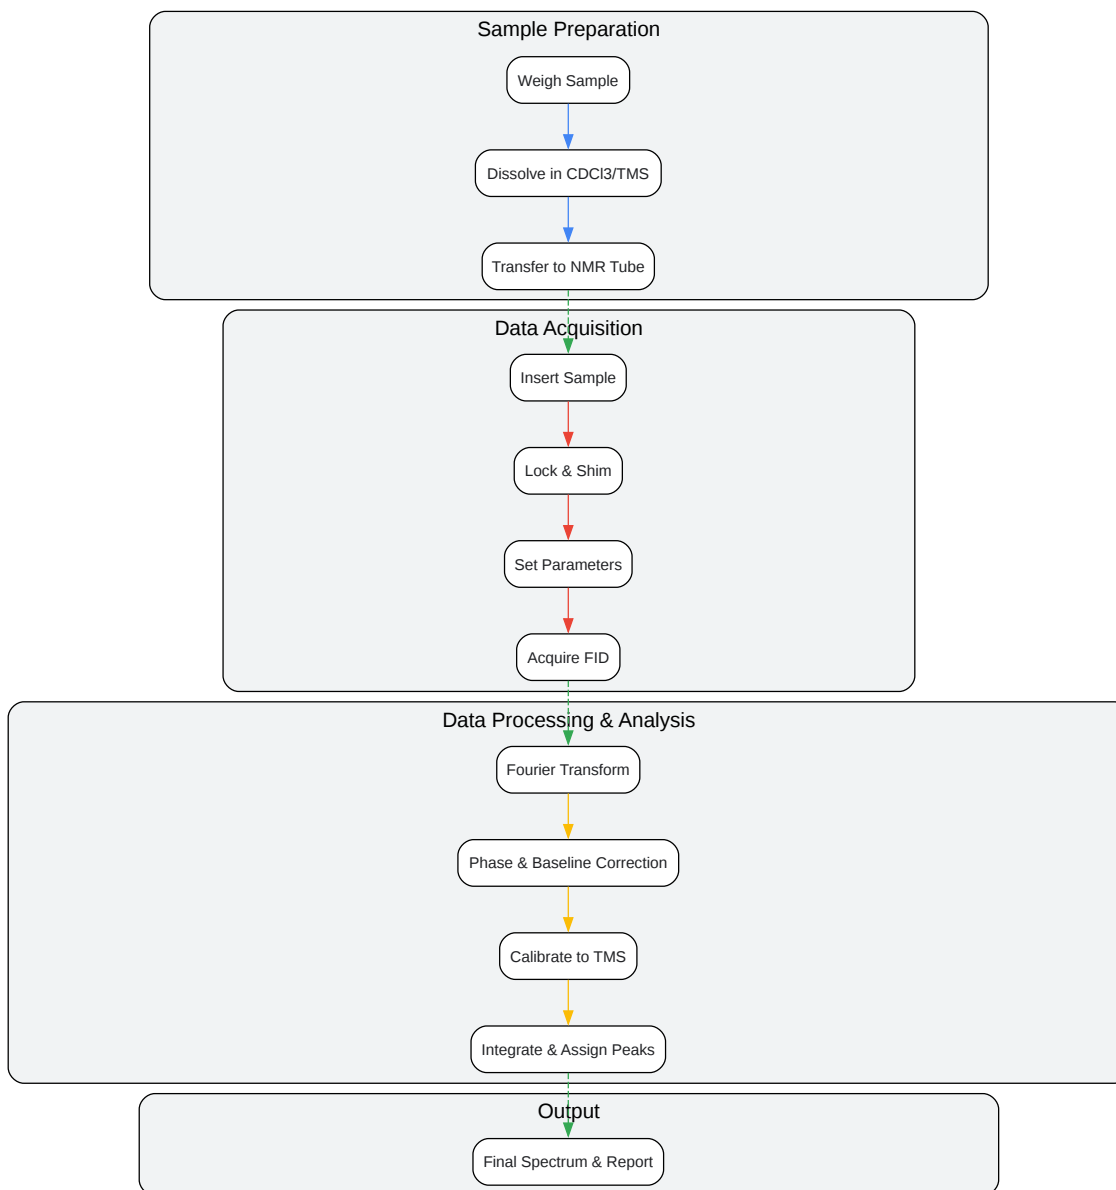 Sample Preparation
Weigh Sample
Dissolve in CDCl3/TMS
Transfer to NMR Tube
Data Acquisition
Insert Sample
Lock & Shim
Set Parameters
Acquire FID
Data Processing & Analysis
Fourier Transform
Phase & Baseline Correction
Calibrate to TMS
Integrate & Assign Peaks
Output
Final Spectrum & Report